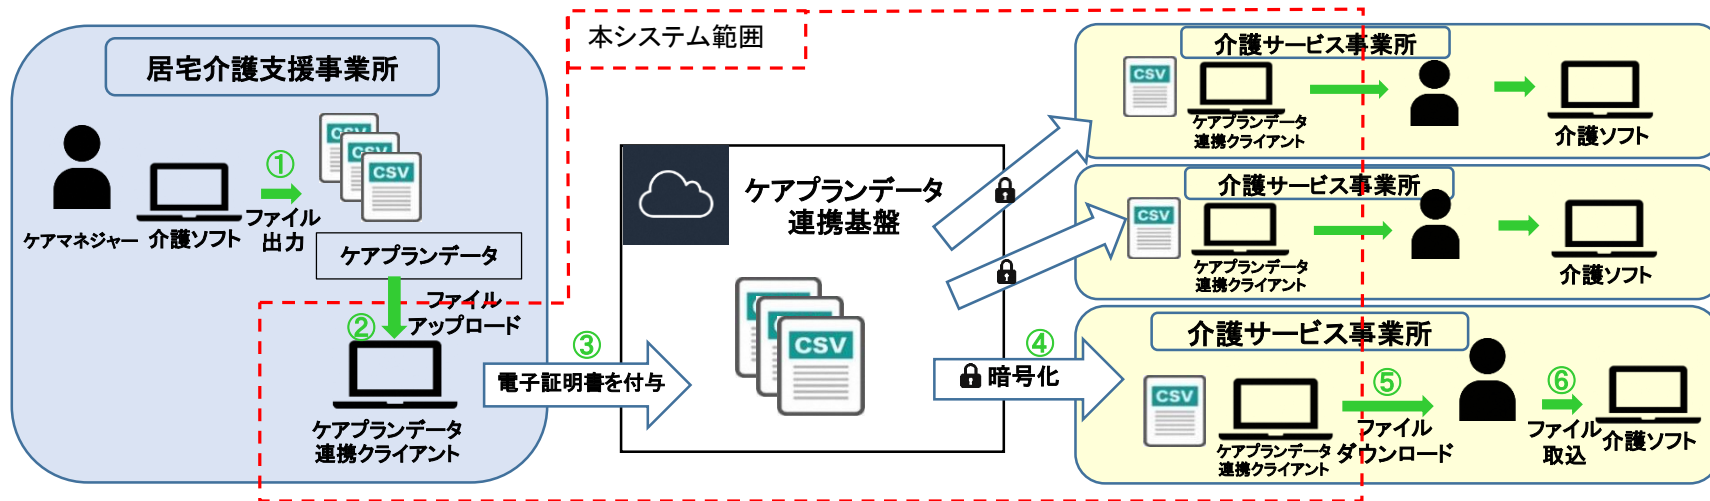 本システム範囲
居宅介護支援事業所
ケアマネジャー
介護ソフト
①
ファイル
出力
CSV
CSV
CSV
ケアプランデータ
②
ファイル
アップロード
ケアプランデータ
連携クライアント
③
電子証明書を付与
ケアプランデータ
連携基盤
CSV
CSV
CSV
④
暗号化
介護サービス事業所
CSV
ケアプランデータ
連携クライアント
介護ソフト
介護サービス事業所
CSV
ケアプランデータ
連携クライアント
介護ソフト
介護サービス事業所
CSV
ケアプランデータ
連携クライアント
⑤
ファイル
ダウンロード
⑥
ファイル
取込
介護ソフト